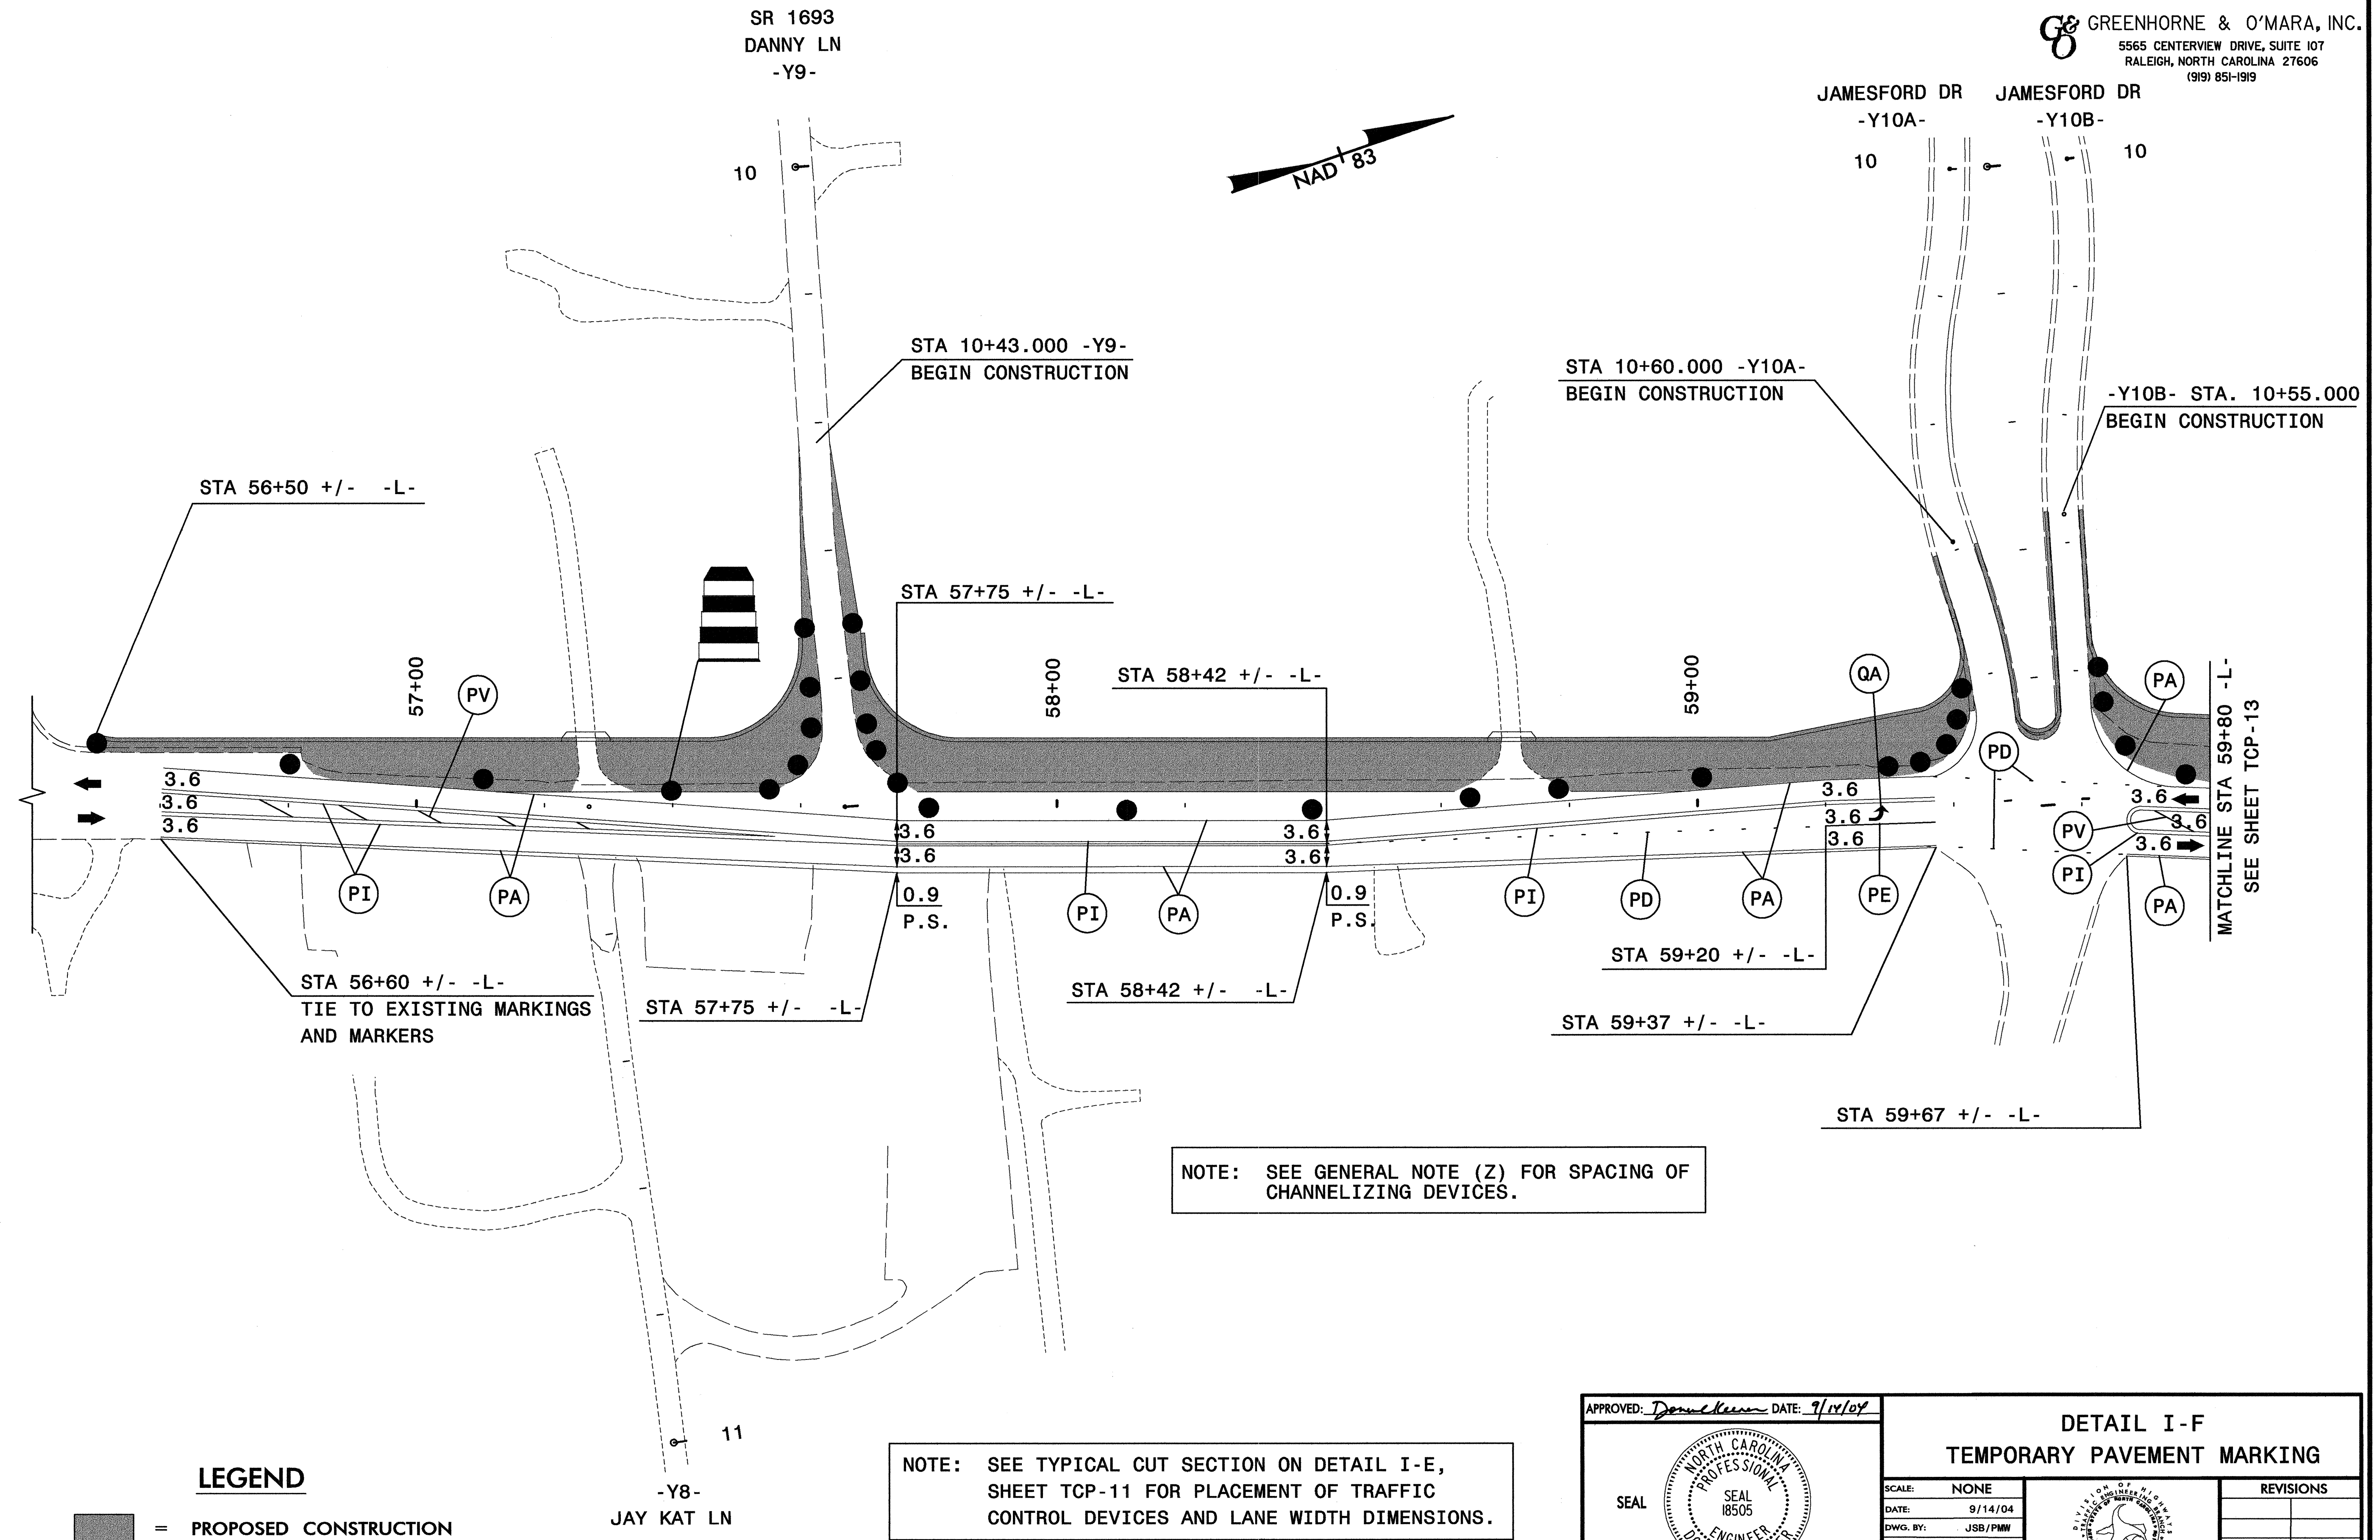 SR 1693
DANNY LN
-Y9-
G&O GREENHORNE & O'MARA, INC.
5565 CENTERVIEW DRIVE, SUITE 107
RALEIGH, NORTH CAROLINA 27606
(919) 851-1919
JAMESFORD DR
-Y10A-
JAMESFORD DR
-Y10B-
10
10
10
NAD 83
STA 10+43.000 -Y9-
BEGIN CONSTRUCTION
STA 10+60.000 -Y10A-
BEGIN CONSTRUCTION
-Y10B- STA. 10+55.000
BEGIN CONSTRUCTION
STA 56+50 +/- -L-
STA 57+75 +/- -L-
STA 58+42 +/- -L-
57+00
58+00
59+00
PV
QA
PA
PD
MATCHLINE STA 59+80 -L-
SEE SHEET TCP-13
3.6
3.6
3.6
3.6
3.6
3.6
3.6
3.6
3.6
3.6
3.6
3.6
3.6
PV
PI
PA
PI
PA
0.9
P.S.
PI
PA
0.9
P.S.
PI
PD
PA
PE
STA 56+60 +/- -L-
TIE TO EXISTING MARKINGS
AND MARKERS
STA 57+75 +/- -L-
STA 58+42 +/- -L-
STA 59+20 +/- -L-
STA 59+37 +/- -L-
STA 59+67 +/- -L-
NOTE: SEE GENERAL NOTE (Z) FOR SPACING OF
CHANNELIZING DEVICES.
11
-Y8-
JAY KAT LN
LEGEND
= PROPOSED CONSTRUCTION
NOTE: SEE TYPICAL CUT SECTION ON DETAIL I-E,
SHEET TCP-11 FOR PLACEMENT OF TRAFFIC
CONTROL DEVICES AND LANE WIDTH DIMENSIONS.
APPROVED: DATE: 9/14/04
SEAL
NORTH CAROLINA
PROFESSIONAL
SEAL
18505
ENGINEER
DETAIL I-F
TEMPORARY PAVEMENT MARKING
SCALE: NONE
DATE: 9/14/04
DWG. BY: JSB/PMW
DIVISION OF HIGHWAYS
REVISIONS